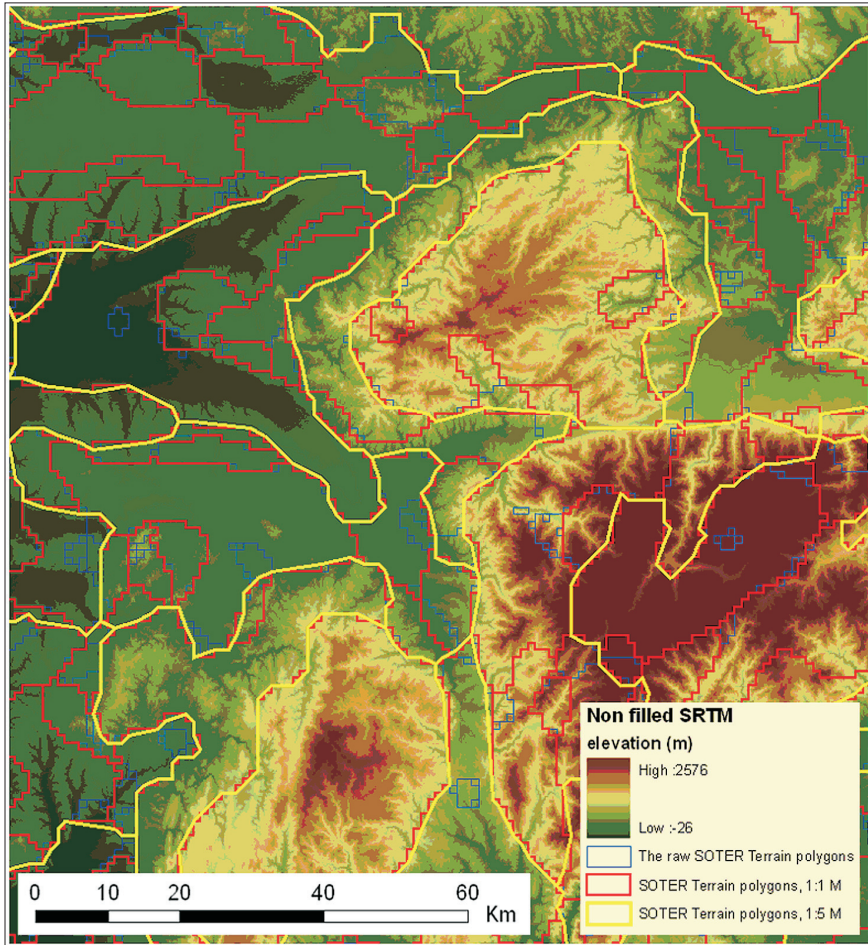 Non filled SRTM
elevation (m)
High :2576
Low :-26
The raw SOTER Terrain polygons
SOTER Terrain polygons, 1:1 M
SOTER Terrain polygons, 1:5 M
0 10 20 40 60
Km